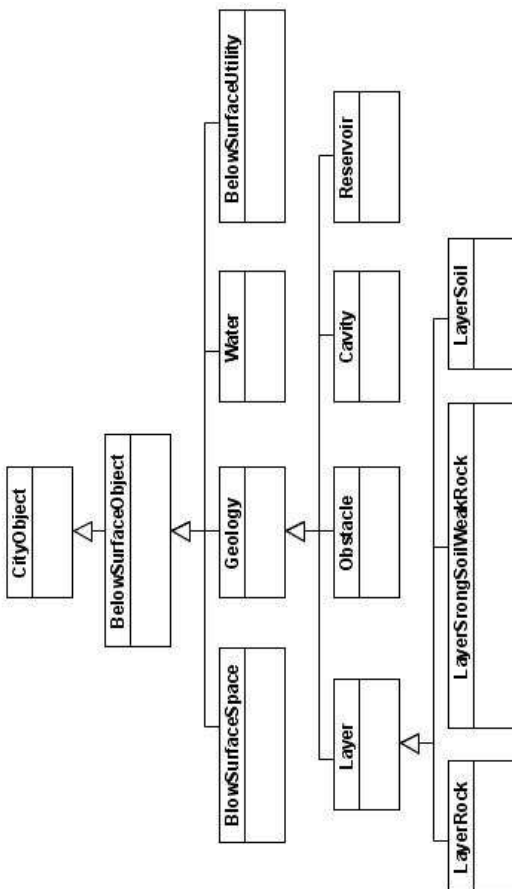 CityObject
BelowSurfaceObject
BlowSurfaceSpace
Geology
Water
BelowSurfaceUtility
Layer
Obstacle
Cavity
Reservoir
LayerRock
LayerSrongSoilWeakRock
LayerSoil